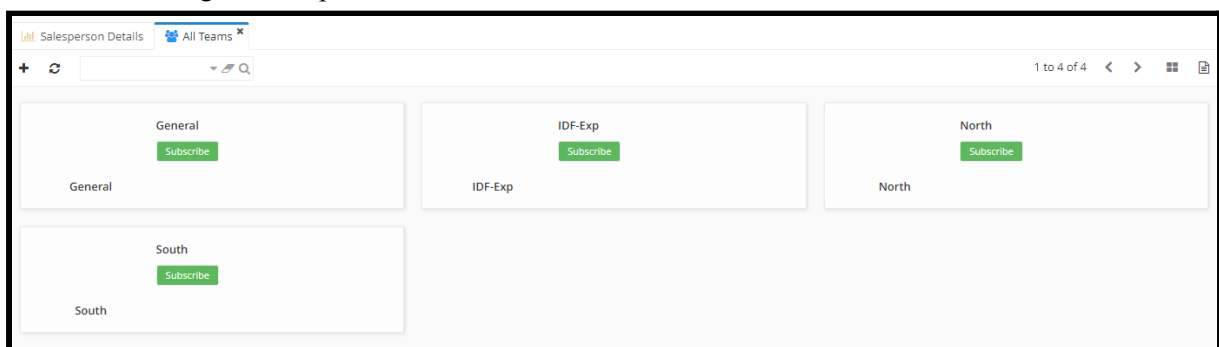 Salesperson Details All Teams
1 to 4 of 4
General IDF-Exp North
Subscribe Subscribe Subscribe
General IDF-Exp North
South
Subscribe
South